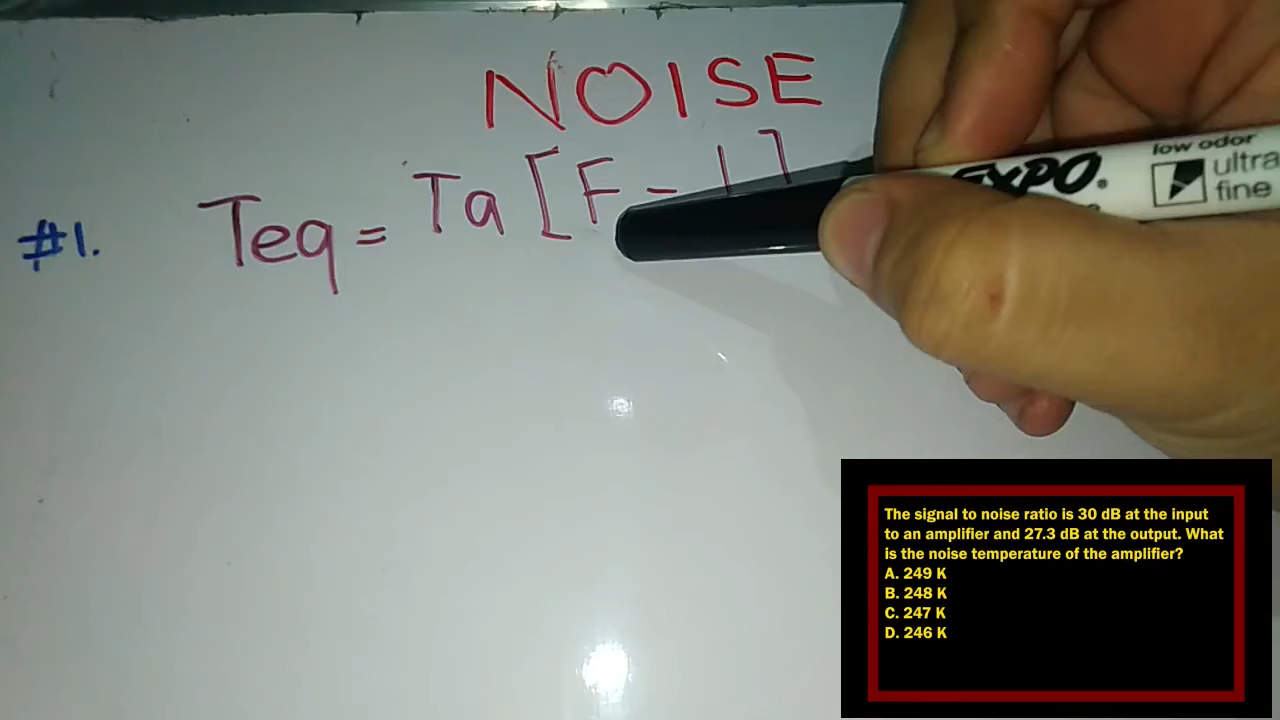 NOISE
#1. Teq = Ta [F - 1]
EXPO®
low odor
ultra
fine
The signal to noise ratio is 30 dB at the input
to an amplifier and 27.3 dB at the output. What
is the noise temperature of the amplifier?
A. 249 K
B. 248 K
C. 247 K
D. 246 K